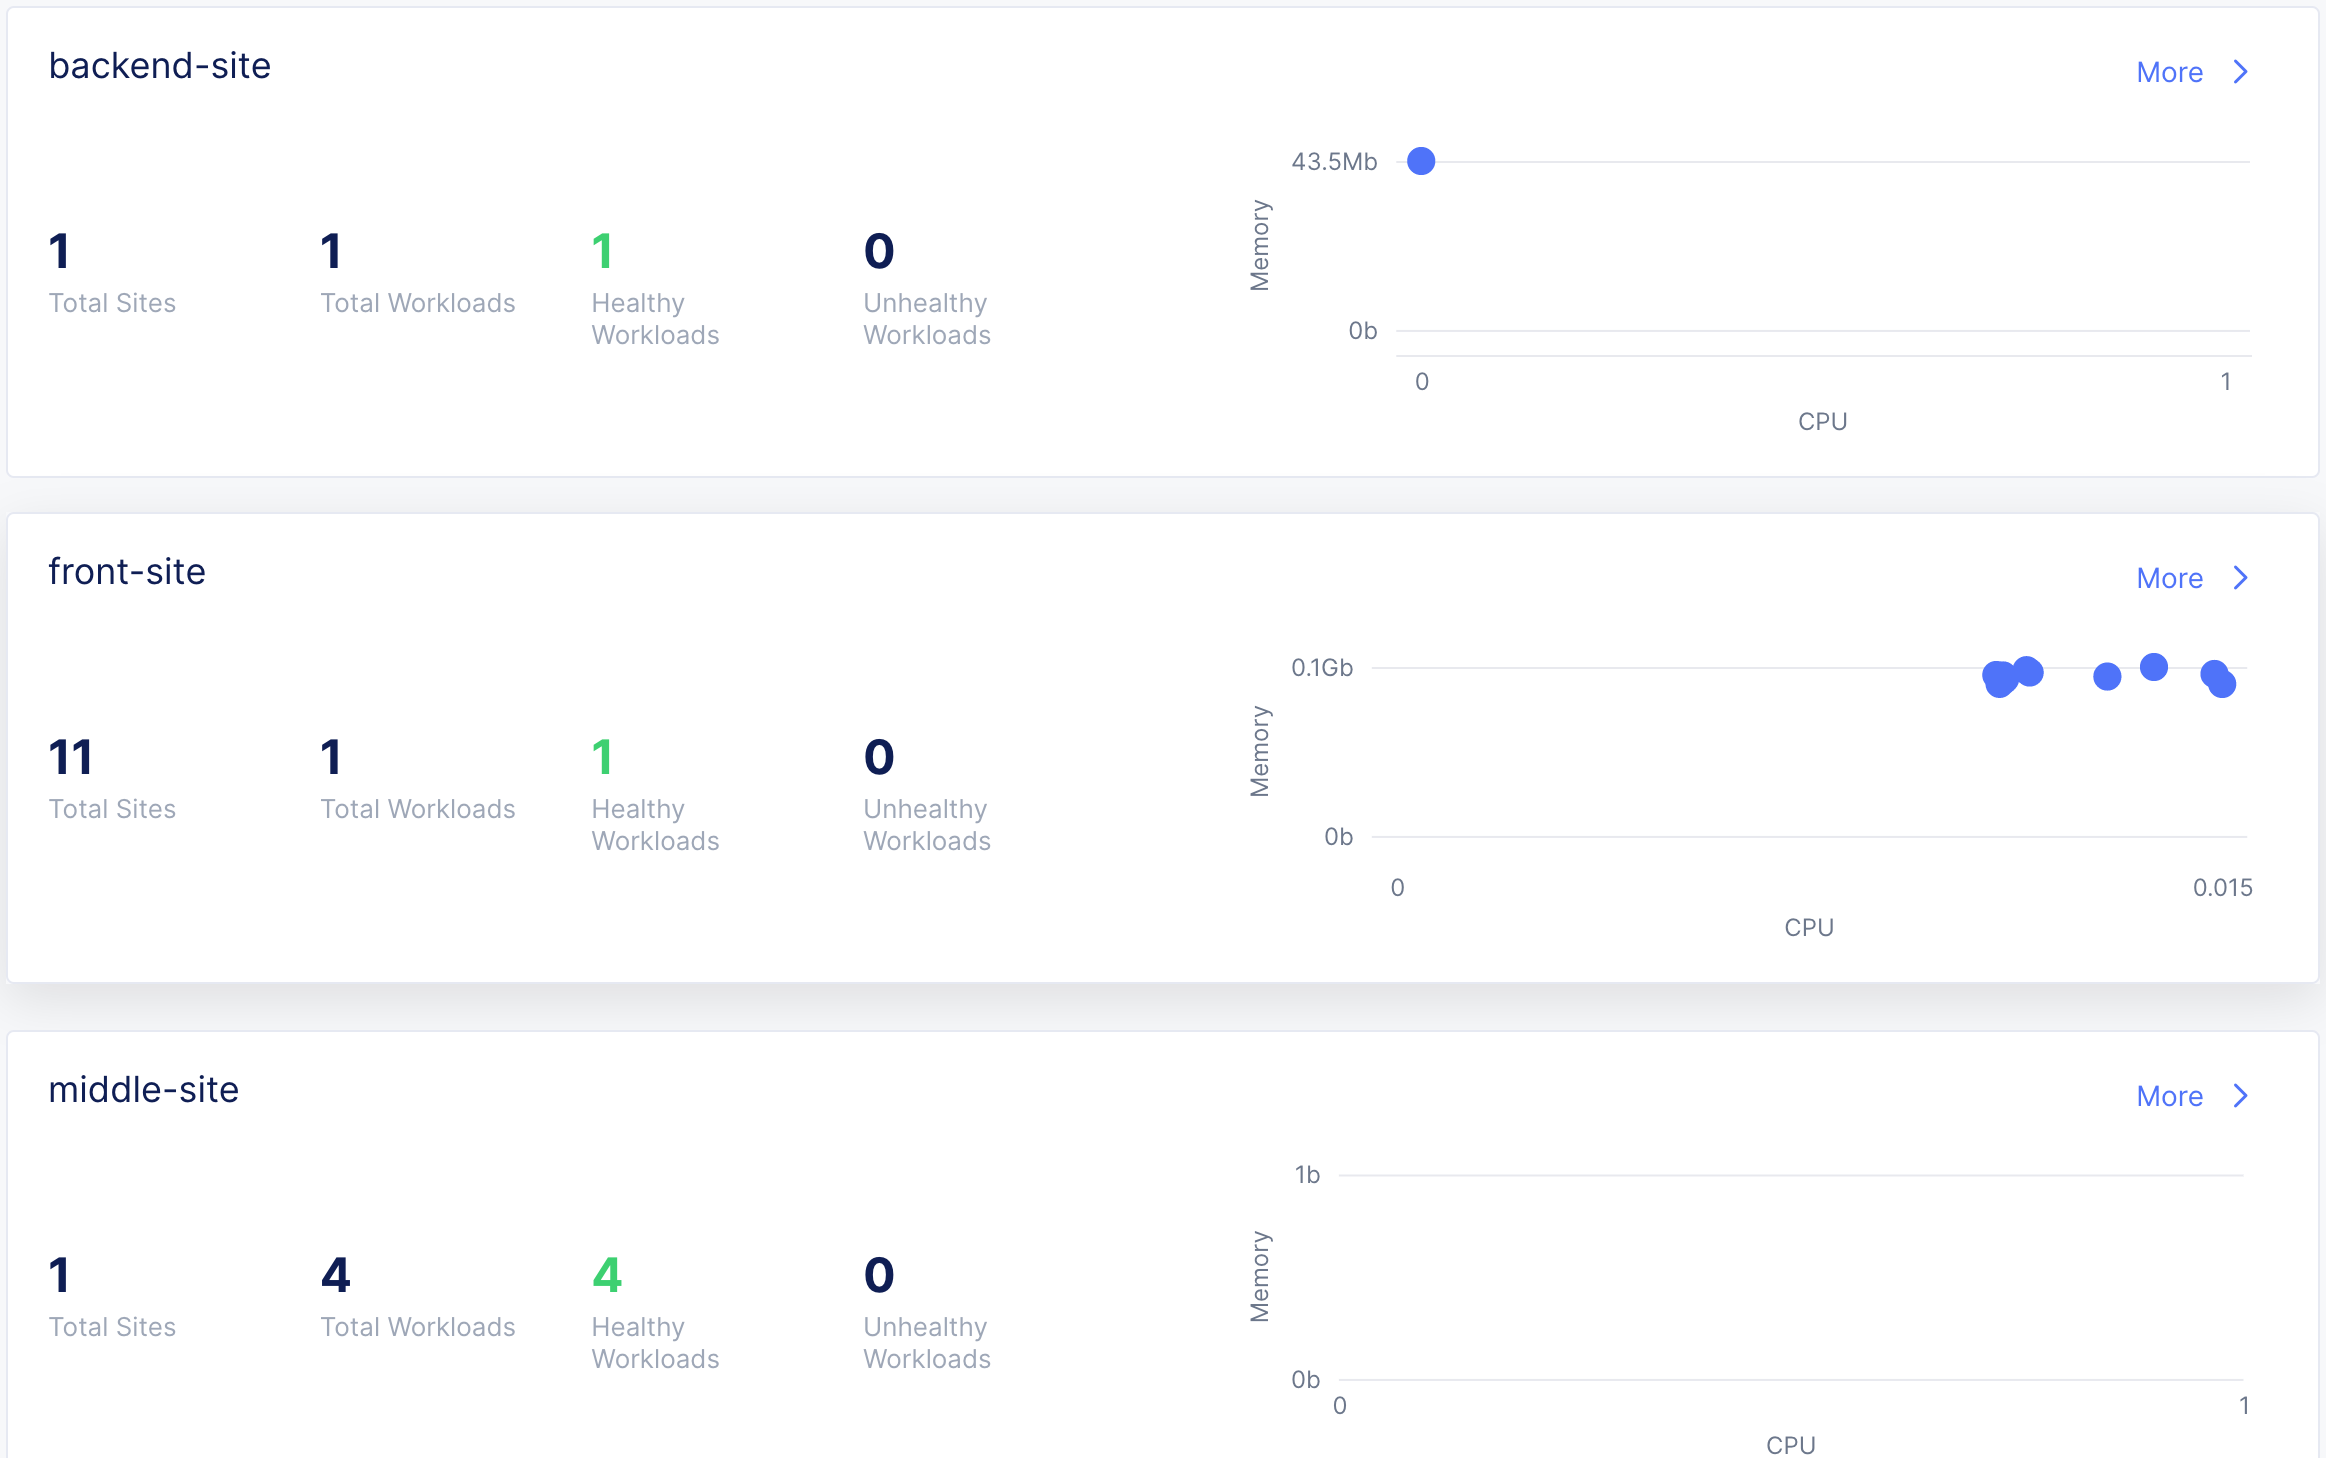 backend-site
More
1
Total Sites
1
Total Workloads
1
Healthy
Workloads
0
Unhealthy
Workloads
43.5Mb
Memory
0b
0
1
CPU
front-site
More
11
Total Sites
1
Total Workloads
1
Healthy
Workloads
0
Unhealthy
Workloads
0.1Gb
Memory
0b
0
0.015
CPU
middle-site
More
1
Total Sites
4
Total Workloads
4
Healthy
Workloads
0
Unhealthy
Workloads
1b
Memory
0b
0
1
CPU